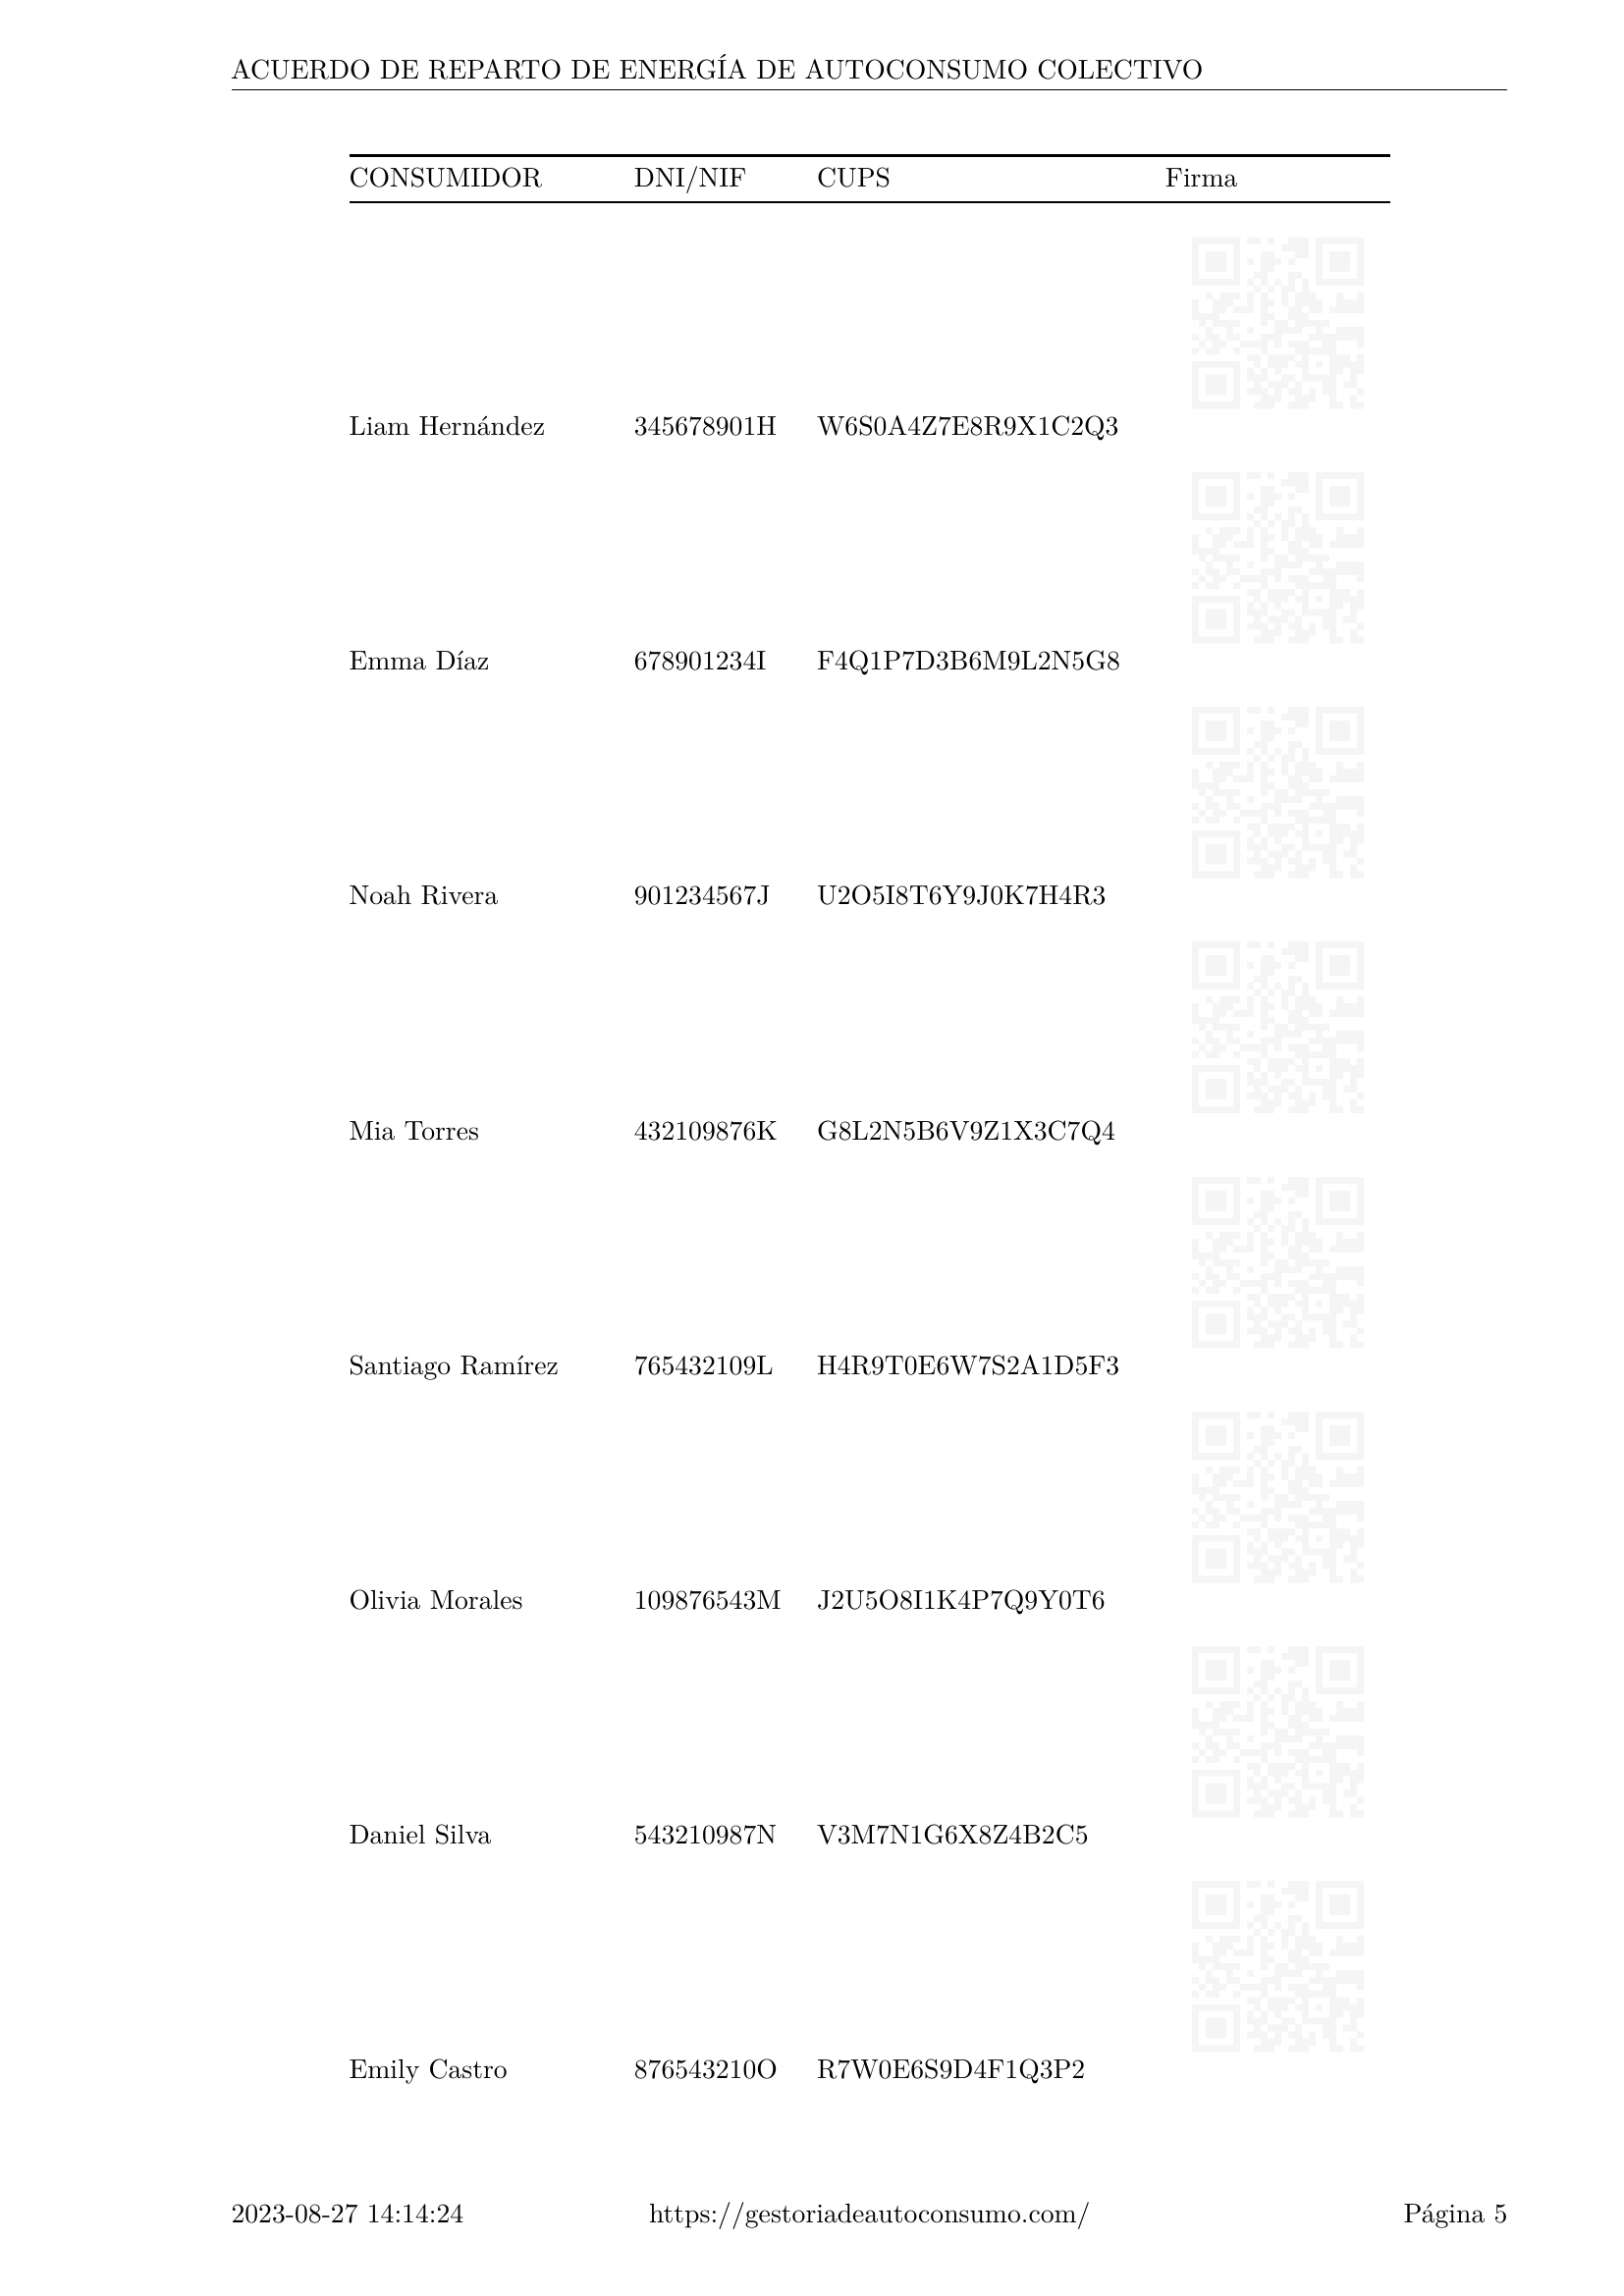 ACUERDO DE REPARTO DE ENERGÍA DE AUTOCONSUMO COLECTIVO
CONSUMIDOR DNI/NIF CUPS Firma
Liam Hernández 345678901H W6S0A4Z7E8R9X1C2Q3
Emma Díaz 678901234I F4Q1P7D3B6M9L2N5G8
Noah Rivera 901234567J U2O5I8T6Y9J0K7H4R3
Mia Torres 432109876K G8L2N5B6V9Z1X3C7Q4
Santiago Ramírez 765432109L H4R9T0E6W7S2A1D5F3
Olivia Morales 109876543M J2U5O8I1K4P7Q9Y0T6
Daniel Silva 543210987N V3M7N1G6X8Z4B2C5
Emily Castro 876543210O R7W0E6S9D4F1Q3P2
2023-08-27 14:14:24 https://gestoriadeautoconsumo.com/ Página 5